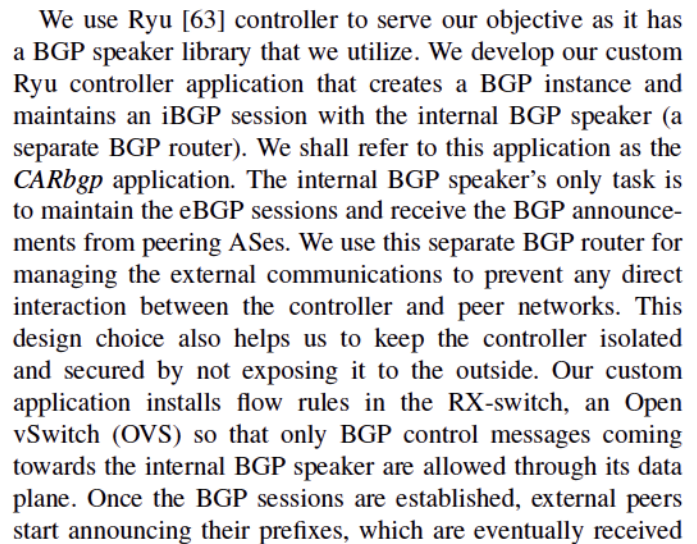 We use Ryu [63] controller to serve our objective as it has
a BGP speaker library that we utilize. We develop our custom
Ryu controller application that creates a BGP instance and
maintains an iBGP session with the internal BGP speaker (a
separate BGP router). We shall refer to this application as the
CARbgp application. The internal BGP speaker's only task is
to maintain the eBGP sessions and receive the BGP announce-
ments from peering ASes. We use this separate BGP router for
managing the external communications to prevent any direct
interaction between the controller and peer networks. This
design choice also helps us to keep the controller isolated
and secured by not exposing it to the outside. Our custom
application installs flow rules in the RX-switch, an Open
vSwitch (OVS) so that only BGP control messages coming
towards the internal BGP speaker are allowed through its data
plane. Once the BGP sessions are established, external peers
start announcing their prefixes, which are eventually received